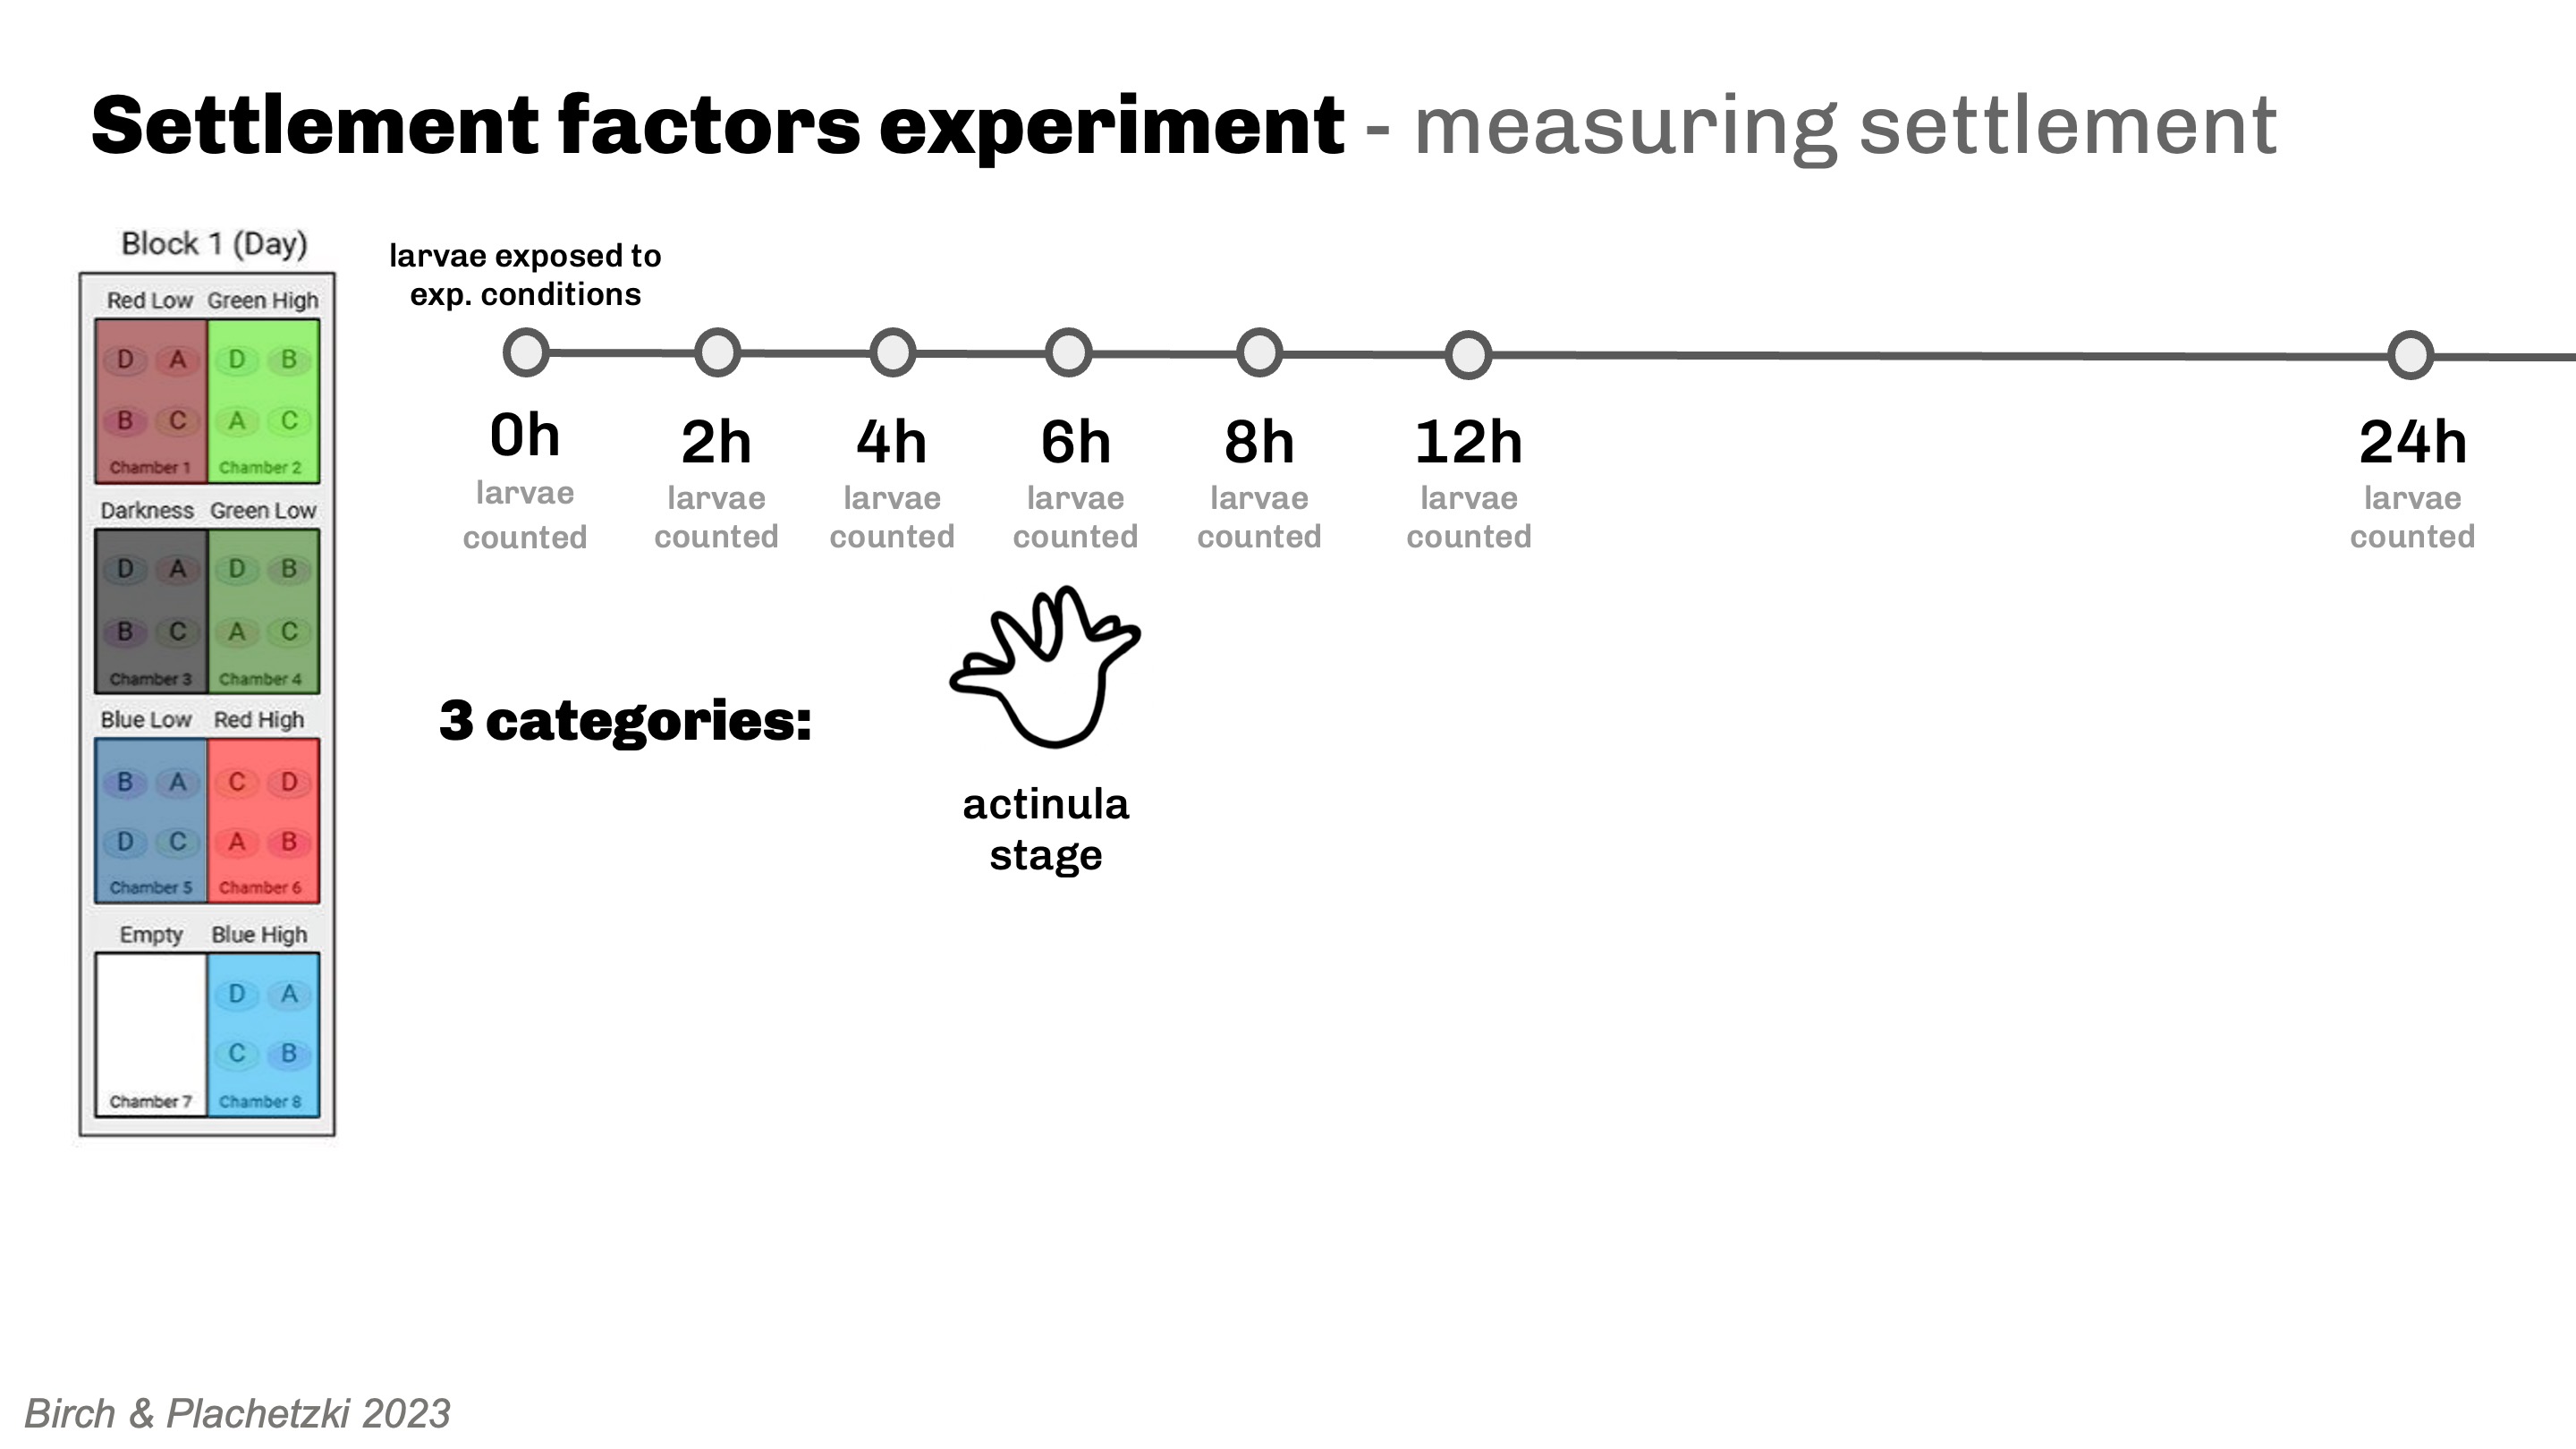 Settlement factors experiment - measuring settlement
Block 1 (Day)
Red Low Green High
D A D B
B C A C
Chamber 1 Chamber 2
Darkness Green Low
D A D B
B C A C
Chamber 3 Chamber 4
Blue Low Red High
B A C D
D C A B
Chamber 5 Chamber 6
Empty Blue High
D A
C B
Chamber 7 Chamber 8
larvae exposed to
exp. conditions
0h
larvae
counted
2h
larvae
counted
4h
larvae
counted
6h
larvae
counted
8h
larvae
counted
12h
larvae
counted
24h
larvae
counted
3 categories:
actinula
stage
Birch & Plachetzki 2023